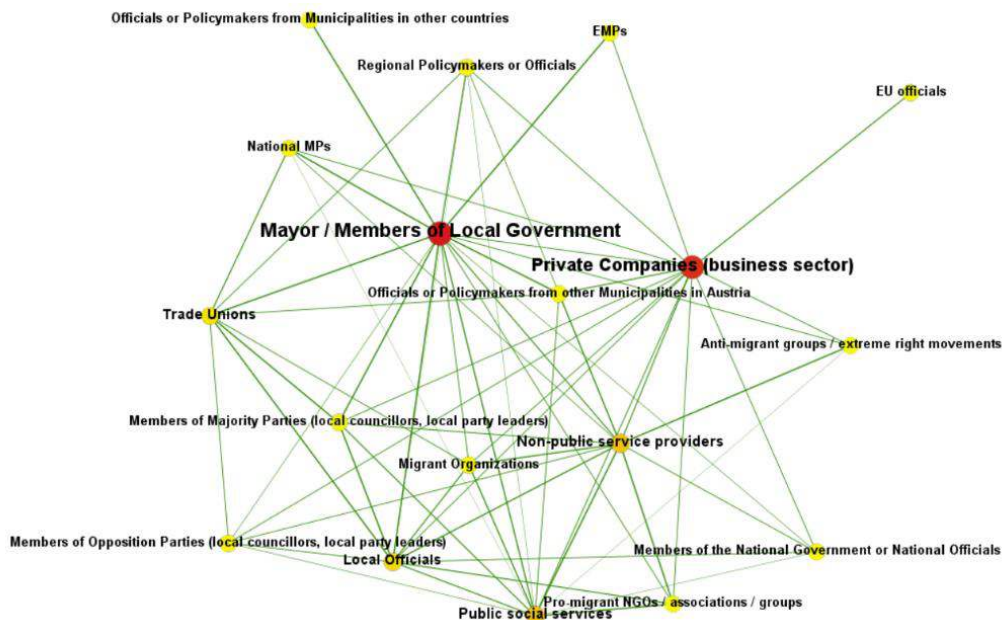 Officials or Policymakers from Municipalities in other countries
EMPs
Regional Policymakers or Officials
EU officials
National MPs
Mayor / Members of Local Government
Private Companies (business sector)
Officials or Policymakers from other Municipalities in Austria
Trade Unions
Anti-migrant groups / extreme right movements
Members of Majority Parties (local councillors, local party leaders)
Non-public service providers
Migrant Organizations
Members of Opposition Parties (local councillors, local party leaders)
Members of the National Government or National Officials
Local Officials
Pro-migrant NGOs / associations / groups
Public social services